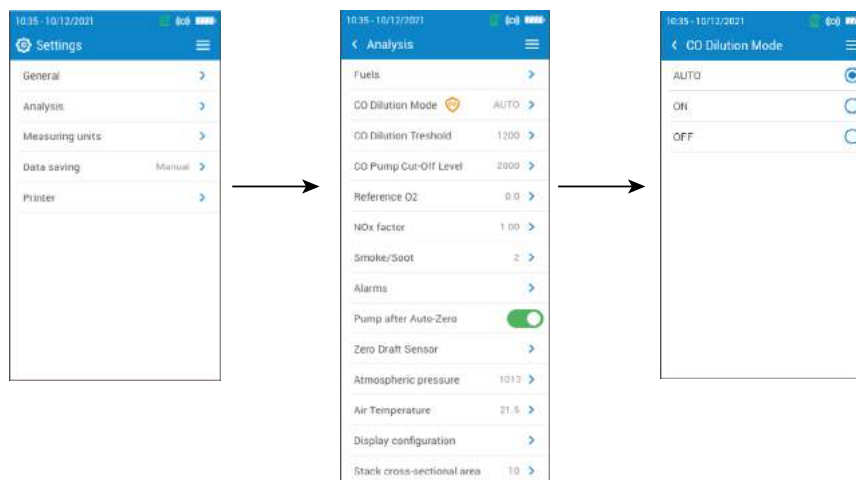 10:35 - 10/12/2021
Settings
General
Analysis
Measuring units
Data saving Manual
Printer
10:35 - 10/12/2021
Analysis
Fuels
CO Dilution Mode AUTO
CO Dilution Treshold 1200
CO Pump Cut-Off Level 2000
Reference O2 0.0
NOx factor 1.00
Smoke/Soot 2
Alarms
Pump after Auto-Zero
Zero Draft Sensor
Atmospheric pressure 1013
Air Temperature 21.5
Display configuration
Stack cross-sectional area 10
10:35 - 10/12/2021
CO Dilution Mode
AUTO
ON
OFF